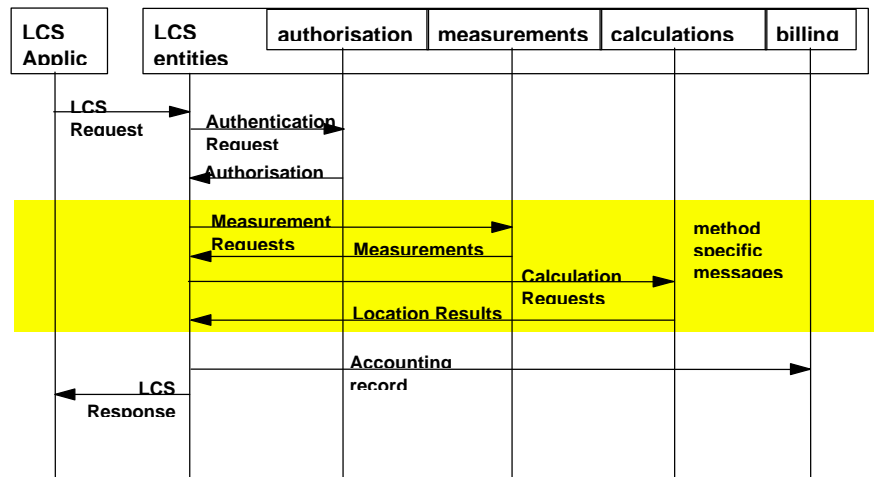 LCS
Applic
LCS
entities
authorisation
measurements
calculations
billing
LCS
Request
Authentication
Request
Authorisation
Measurement
Requests
Measurements
method
specific
messages
Calculation
Requests
Location Results
Accounting
record
LCS
Response